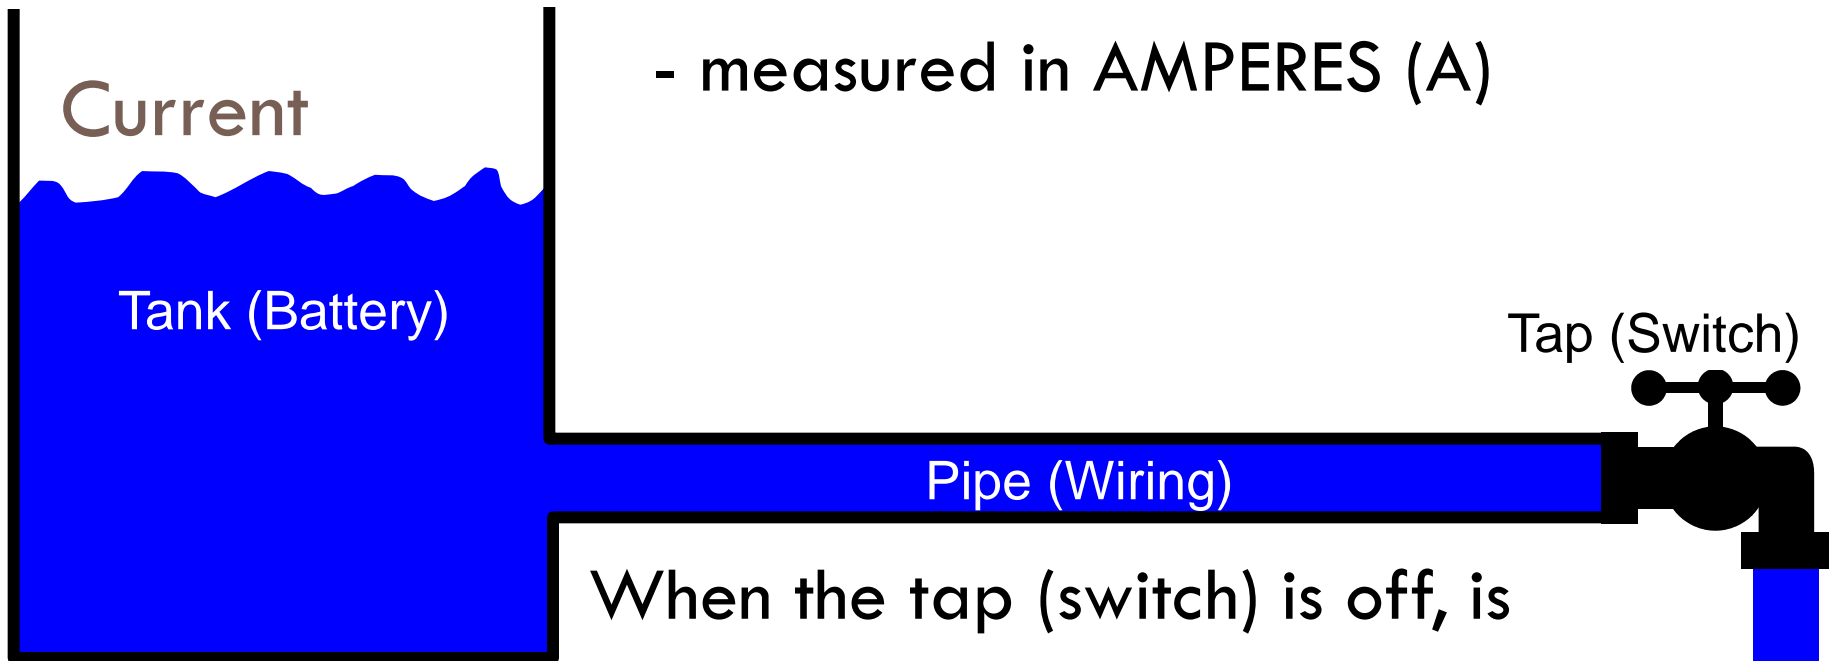 - measured in AMPERES (A)
Current
Tank (Battery)
Tap (Switch)
Pipe (Wiring)
When the tap (switch) is off, is